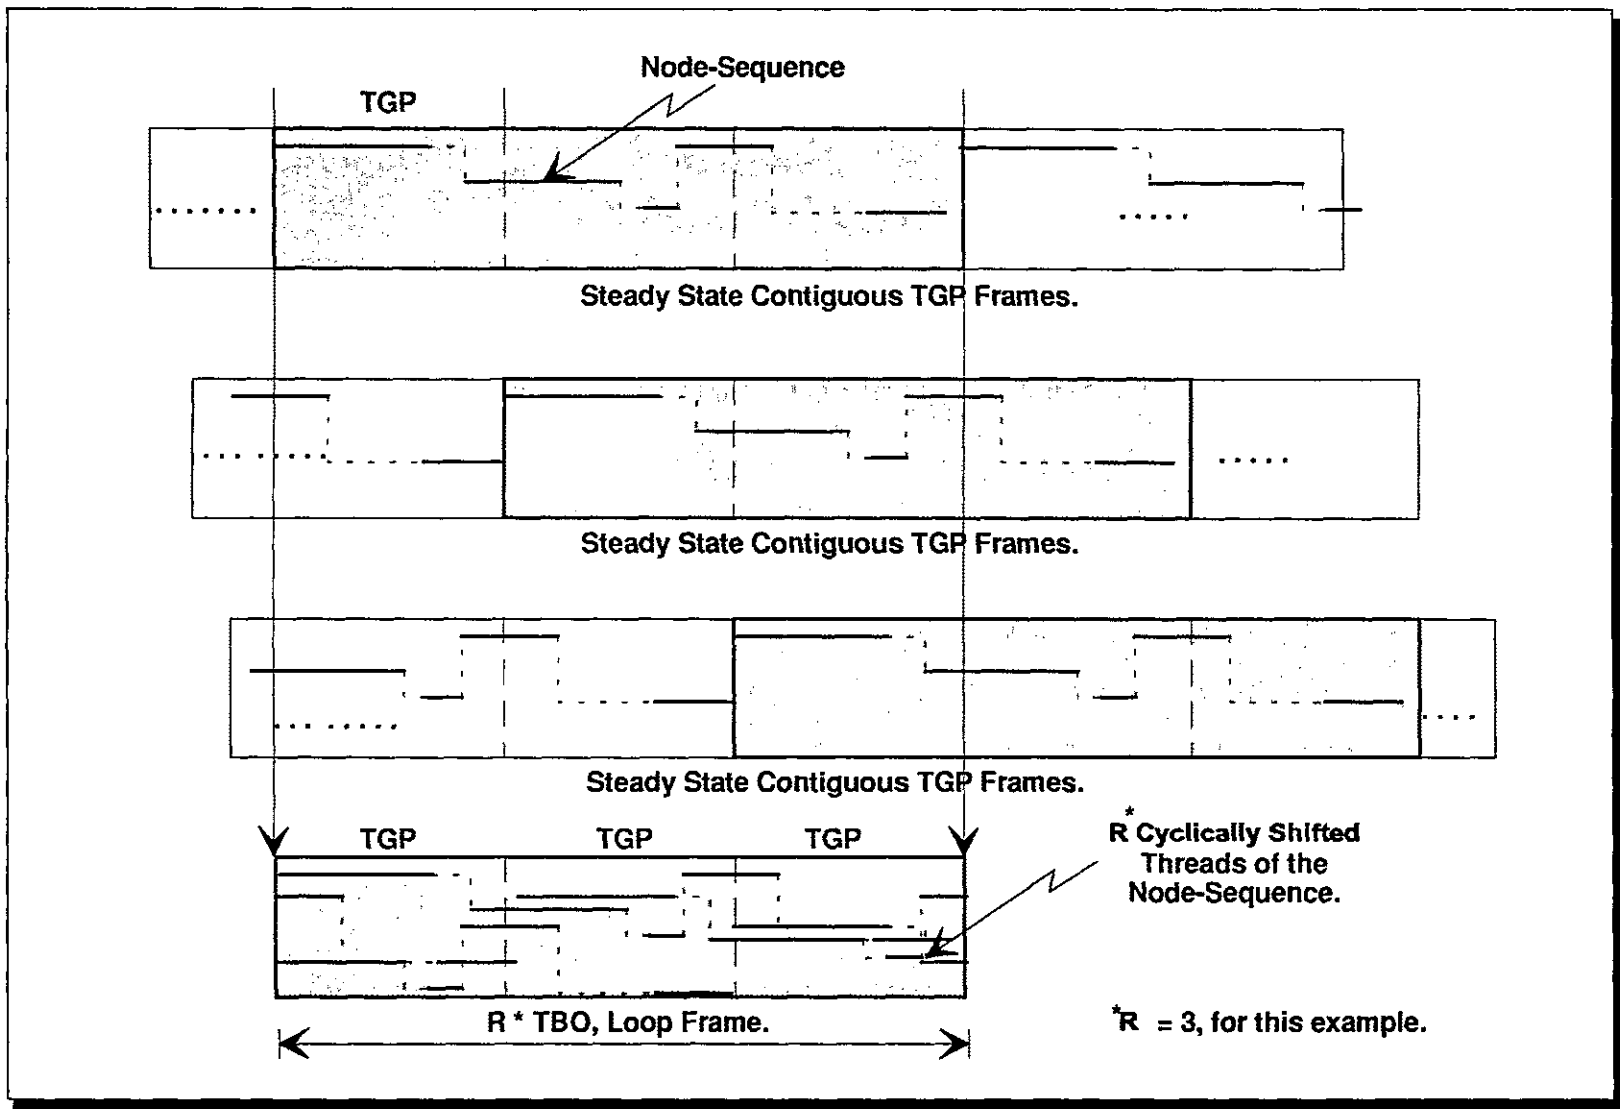 Node-Sequence
TGP
Steady State Contiguous TGP Frames.
Steady State Contiguous TGP Frames.
Steady State Contiguous TGP Frames.
TGP TGP TGP
R* Cyclically Shifted
Threads of the
Node-Sequence.
R * TBO, Loop Frame.
*R = 3, for this example.